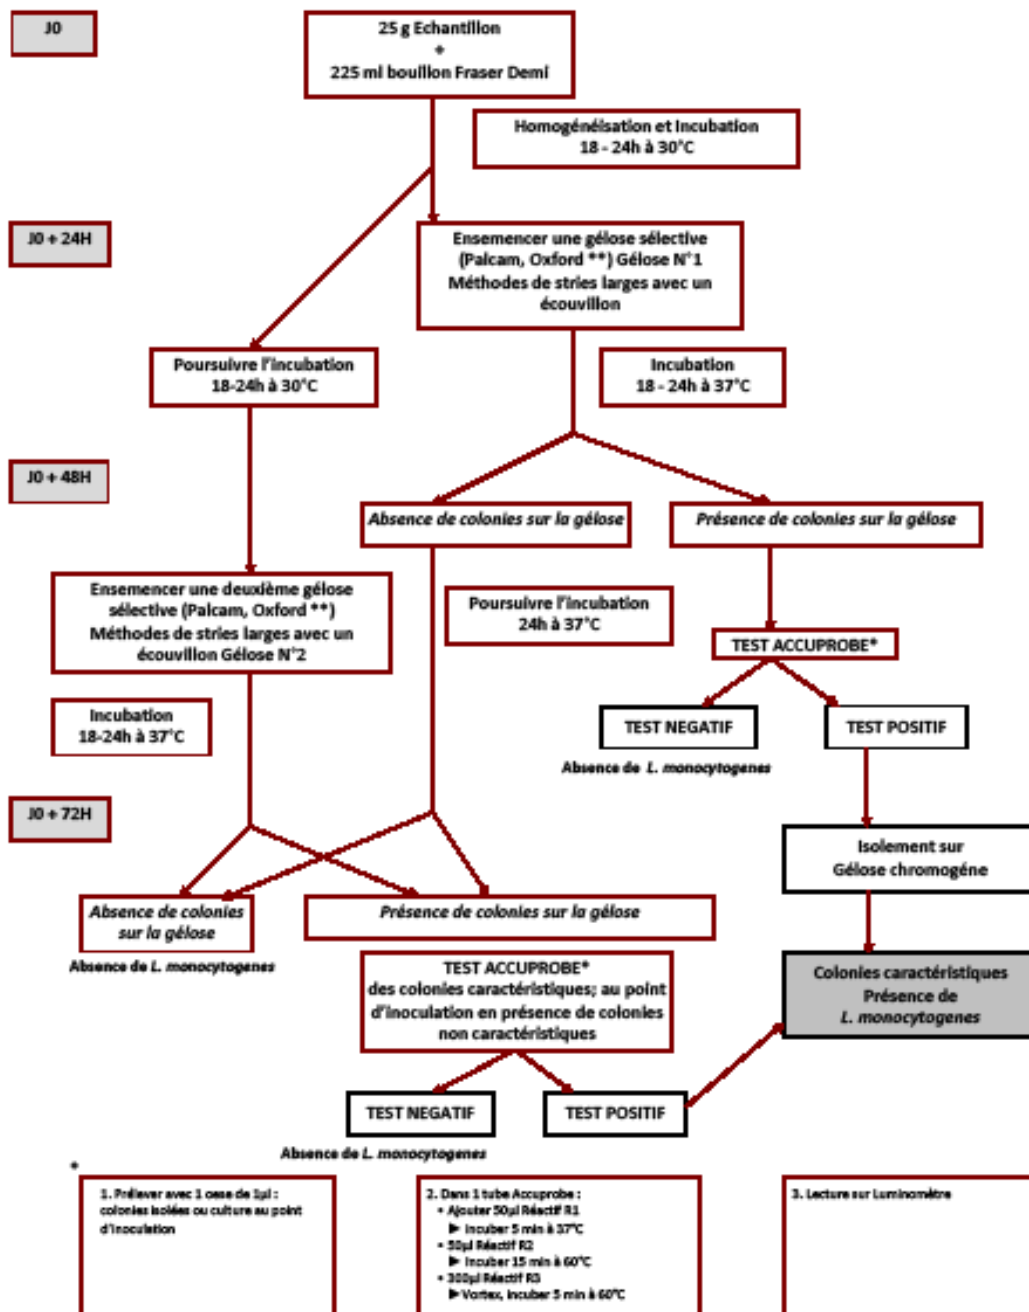 J0
25 g Echantillon
+
225 ml bouillon Fraser Demi
Homogénéisation et Incubation
18 - 24h à 30°C
J0 + 24H
Ensemencer une gélose sélective
(Palcam, Oxford **) Gélose N°1
Méthodes de stries larges avec un
écouvillon
Poursuivre l'incubation
18-24h à 30°C
Incubation
18 - 24h à 37°C
J0 + 48H
Absence de colonies sur la gélose
Présence de colonies sur la gélose
Ensemencer une deuxième gélose
sélective (Palcam, Oxford **)
Méthodes de stries larges avec un
écouvillon Gélose N°2
Poursuivre l'incubation
24h à 37°C
TEST ACCUPROBE*
Incubation
18-24h à 37°C
TEST NEGATIF
TEST POSITIF
Absence de L. monocytogenes
J0 + 72H
Isolement sur
Gélose chromogéne
Absence de colonies
sur la gélose
Présence de colonies sur la gélose
Absence de L. monocytogenes
TEST ACCUPROBE*
des colonies caractéristiques; au point
d'inoculation en présence de colonies
non caractéristiques
Colonies caractéristiques
Présence de
L. monocytogenes
TEST NEGATIF
TEST POSITIF
Absence de L. monocytogenes
*
1. Prélever avec 1 oese de 1µl :
colonies isolées ou culture au point
d'inoculation
2. Dans 1 tube Accuprobe :
• Ajouter 50µl Réactif R1
► Incuber 5 min à 37°C
• 50µl Réactif R2
► Incuber 15 min à 60°C
• 300µl Réactif R3
► Vortex, incuber 5 min à 60°C
3. Lecture sur Luminomètre